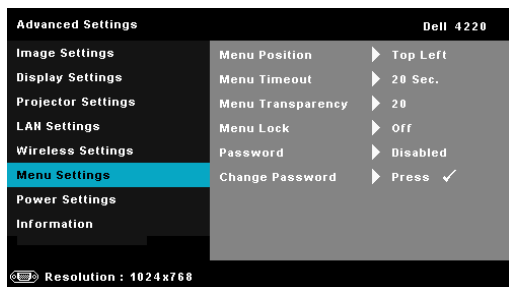 Advanced Settings Dell 4220
Image Settings Menu Position Top Left
Display Settings Menu Timeout 20 Sec.
Projector Settings Menu Transparency 20
LAN Settings Menu Lock Off
Wireless Settings Password Disabled
Menu Settings Change Password Press ✓
Power Settings
Information
Resolution : 1024x768